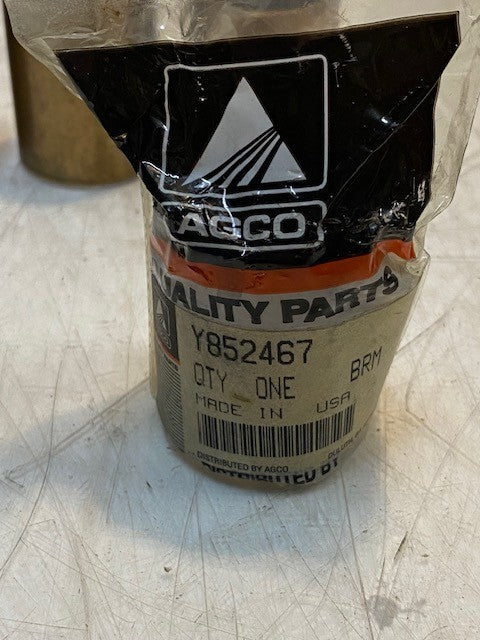 AGCO
QUALITY PARTS
Y852467
QTY ONE BRM
MADE IN USA
DISTRIBUTED BY AGCO
DISTRIBUTED BY